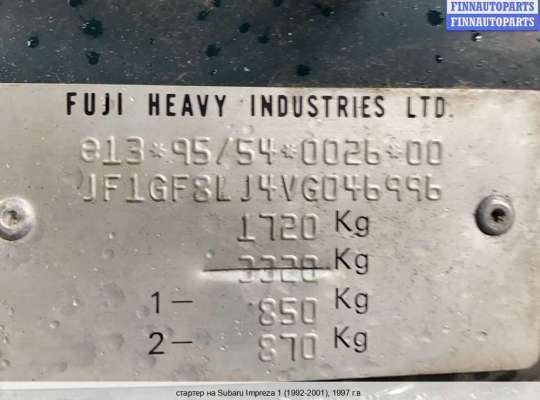 FINNAUTOPARTS
FINNAUTOPARTS
FUJI HEAVY INDUSTRIES LTD.
e13*95/54*0026*00
JF1GF8LJ4VG046996
1720 Kg
3320 Kg
1- 850 Kg
2- 870 Kg
стартер на Subaru Impreza 1 (1992-2001), 1997 г.в